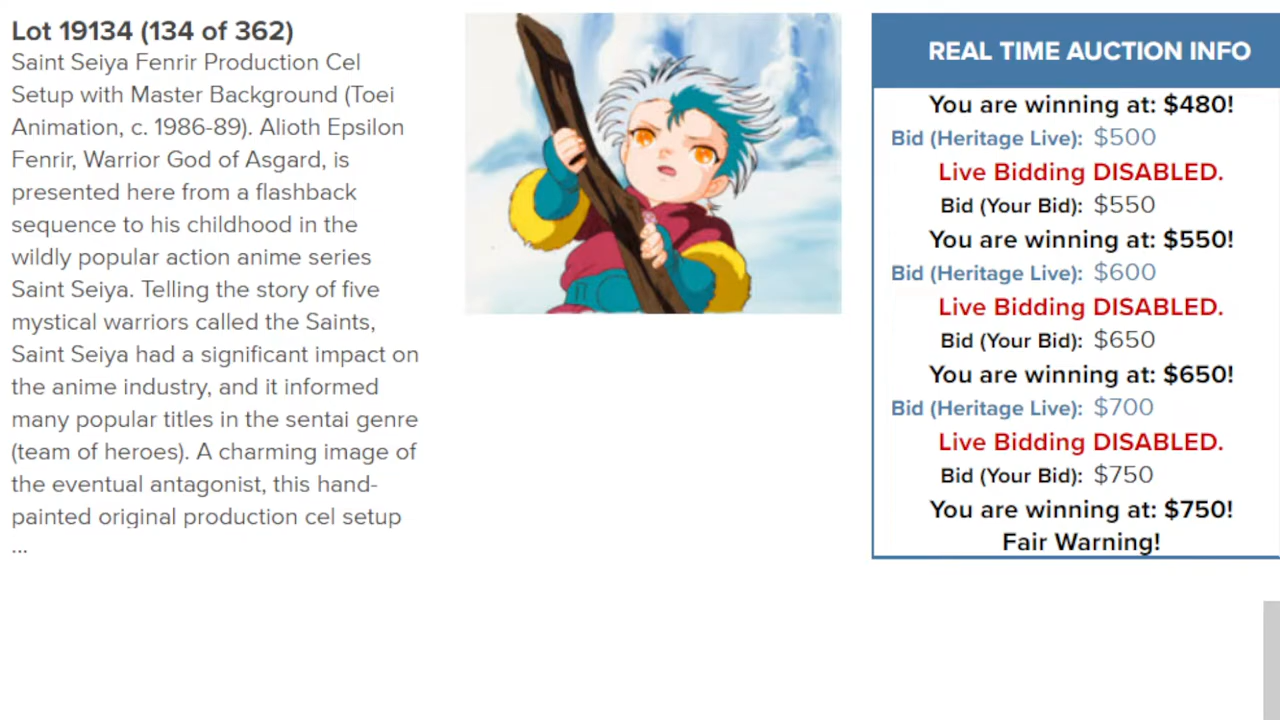 Lot 19134 (134 of 362)
Saint Seiya Fenrir Production Cel
Setup with Master Background (Toei
Animation, c. 1986-89). Alioth Epsilon
Fenrir, Warrior God of Asgard, is
presented here from a flashback
sequence to his childhood in the
wildly popular action anime series
Saint Seiya. Telling the story of five
mystical warriors called the Saints,
Saint Seiya had a significant impact on
the anime industry, and it informed
many popular titles in the sentai genre
(team of heroes). A charming image of
the eventual antagonist, this hand-
painted original production cel setup
...
REAL TIME AUCTION INFO
You are winning at: $480!
Bid (Heritage Live): $500
Live Bidding DISABLED.
Bid (Your Bid): $550
You are winning at: $550!
Bid (Heritage Live): $600
Live Bidding DISABLED.
Bid (Your Bid): $650
You are winning at: $650!
Bid (Heritage Live): $700
Live Bidding DISABLED.
Bid (Your Bid): $750
You are winning at: $750!
Fair Warning!